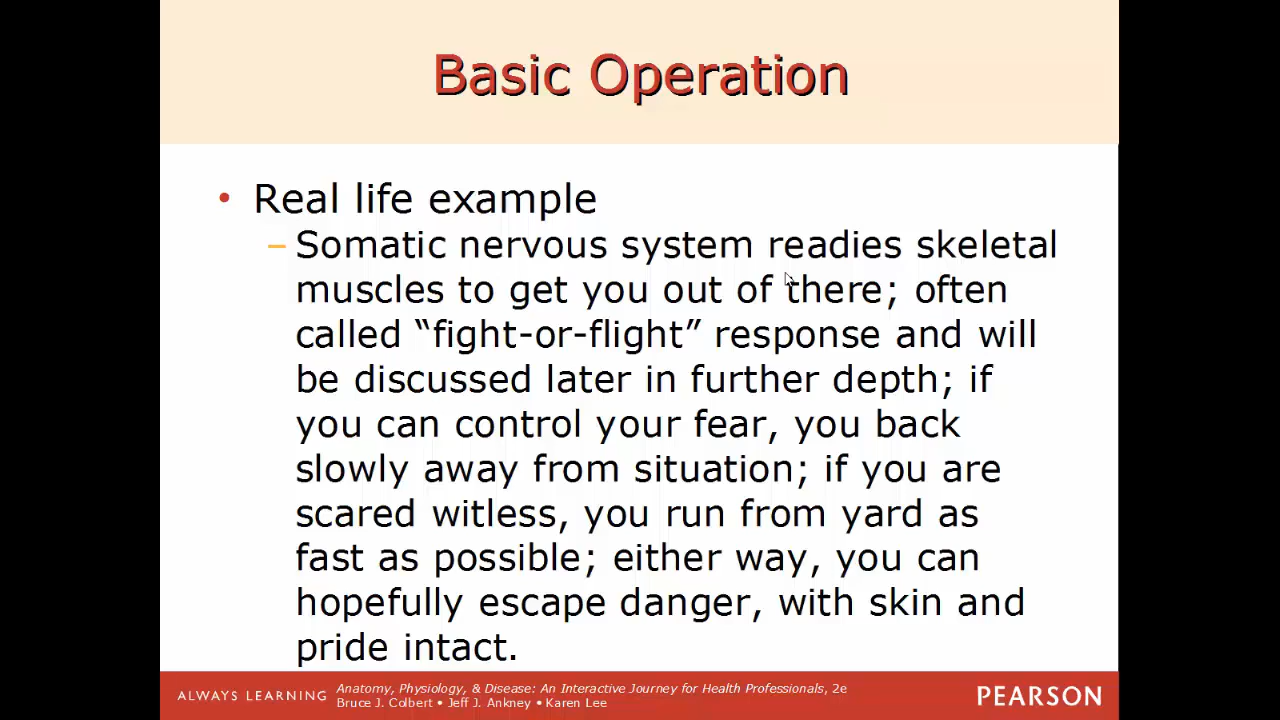 Basic Operation
• Real life example
– Somatic nervous system readies skeletal
muscles to get you out of there; often
called “fight-or-flight” response and will
be discussed later in further depth; if
you can control your fear, you back
slowly away from situation; if you are
scared witless, you run from yard as
fast as possible; either way, you can
hopefully escape danger, with skin and
pride intact.
ALWAYS LEARNING
Anatomy, Physiology, & Disease: An Interactive Journey for Health Professionals, 2e
Bruce J. Colbert • Jeff J. Ankney • Karen Lee
PEARSON